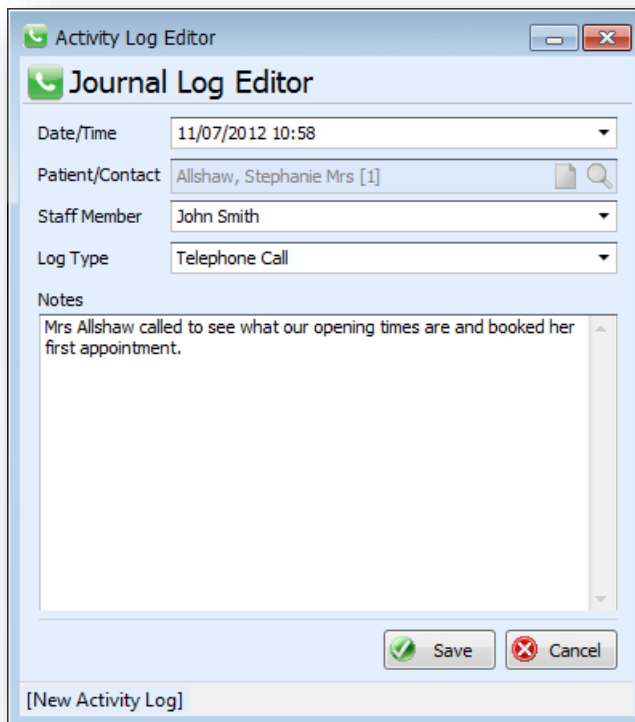 Activity Log Editor
Journal Log Editor
Date/Time 11/07/2012 10:58
Patient/Contact Allshaw, Stephanie Mrs [1]
Staff Member John Smith
Log Type Telephone Call
Notes
Mrs Allshaw called to see what our opening times are and booked her
first appointment.
Save Cancel
[New Activity Log]